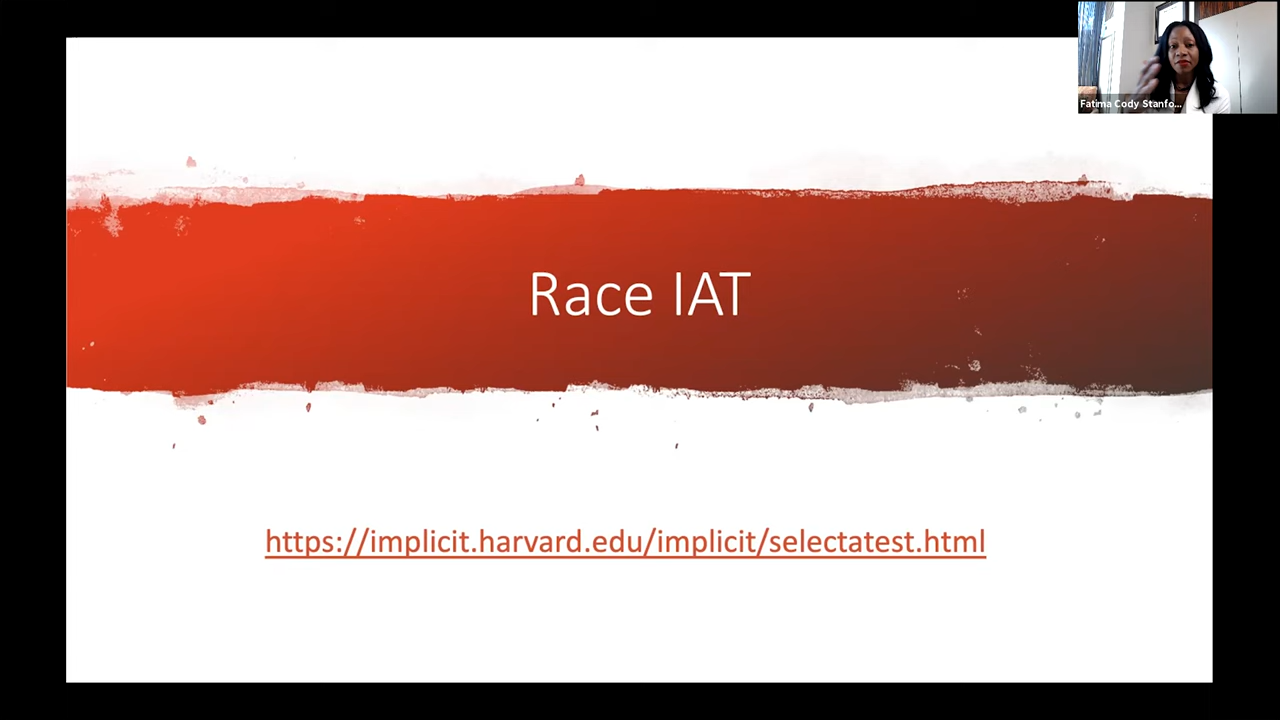 Fatima Cody Stanfo...
Race IAT
https://implicit.harvard.edu/implicit/selectatest.html